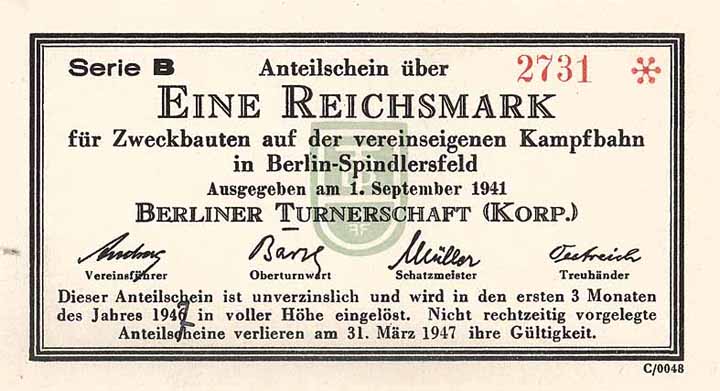 Serie B Anteilschein über 2731
EINE REICHSMARK
für Zweckbauten auf der vereinseigenen Kampfbahn
in Berlin-Spindlersfeld
Ausgegeben am 1. September 1941
BERLINER TURNERSCHAFT (KORP.)
Müller
Vereinsführer Oberturnwart Schatzmeister Treuhänder
Dieser Anteilschein ist unverzinslich und wird in den ersten 3 Monaten
des Jahres 1947 in voller Höhe eingelöst. Nicht rechtzeitig vorgelegte
Anteilscheine verlieren am 31. März 1947 ihre Gültigkeit.
C/0048